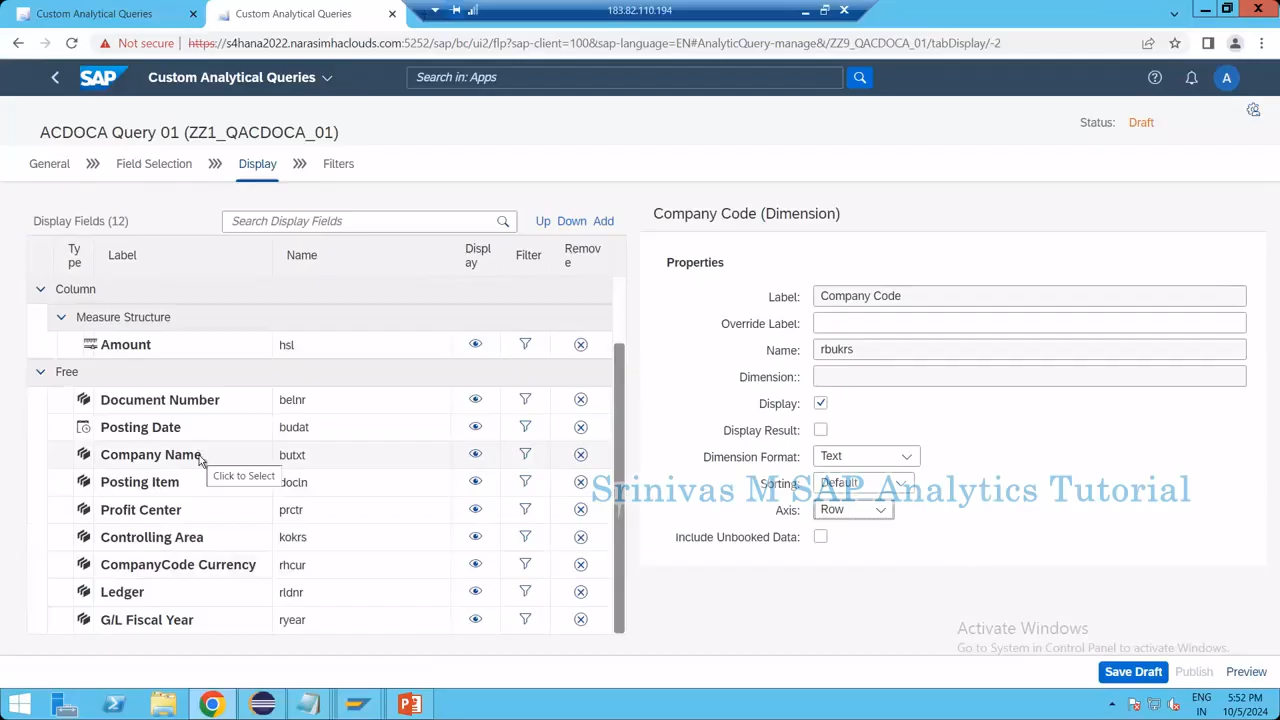 Custom Analytical Queries
Custom Analytical Queries
183.82.110.194
Not secure
https://s4hana2022.narasimhaclouds.com:5252/sap/bc/ui2/flp?sap-client=100&sap-language=EN#AnalyticQuery-manage&/ZZ9_QACDOCA_01/tabDisplay/-2
SAP Custom Analytical Queries
Search in: Apps
A
ACDOCA Query 01 (ZZ1_QACDOCA_01)
Status: Draft
General Field Selection Display Filters
Display Fields (12) Search Display Fields Up Down Add
Type Label Name Display Filter Remove
Column
Measure Structure
Amount hsl
Free
Document Number belnr
Posting Date budat
Company Name butxt
Click to Select
Posting Item docln
Profit Center prctr
Controlling Area kokrs
CompanyCode Currency rhcur
Ledger rldnr
G/L Fiscal Year ryear
Company Code (Dimension)
Properties
Label: Company Code
Override Label:
Name: rbukrs
Dimension::
Display:
Display Result:
Dimension Format: Text
Sorting: Default
Srinivas M SAP Analytics Tutorial
Axis: Row
Include Unbooked Data:
Activate Windows
Go to System in Control Panel to activate Windows.
Save Draft Publish Preview
ENG
IN
5:52 PM
10/5/2024